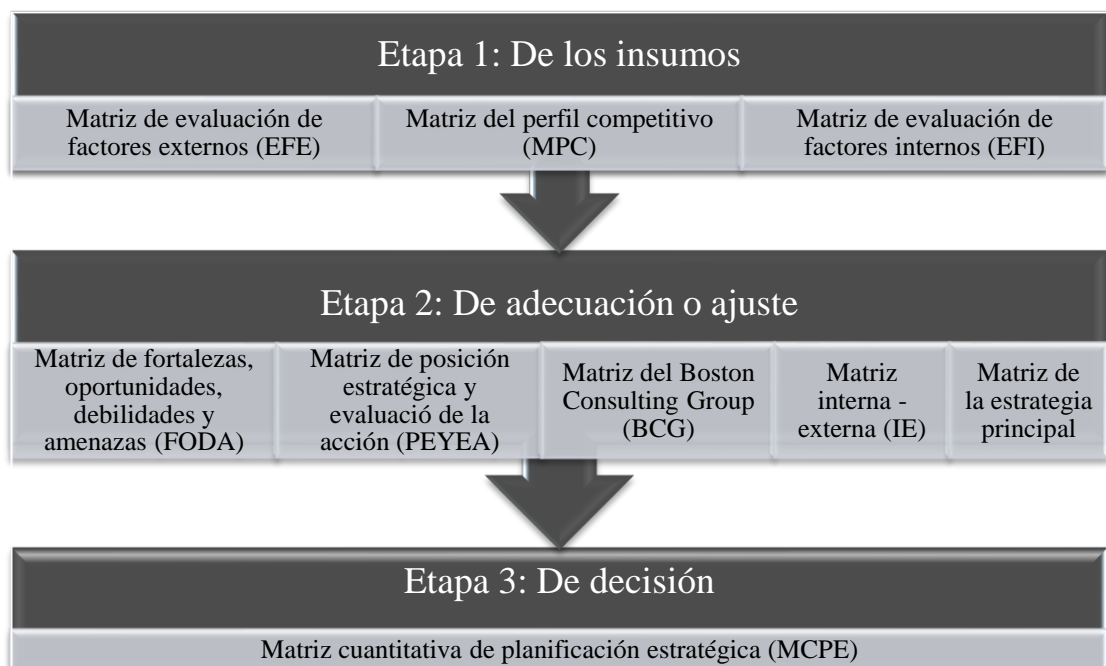 Etapa 1: De los insumos
Matriz de evaluación de
factores externos (EFE)
Matriz del perfil competitivo
(MPC)
Matriz de evaluación de
factores internos (EFI)
Etapa 2: De adecuación o ajuste
Matriz de fortalezas,
oportunidades,
debilidades y
amenazas (FODA)
Matriz de posición
estratégica y
evaluació de la
acción (PEYEA)
Matriz del Boston
Consulting Group
(BCG)
Matriz
interna -
externa (IE)
Matriz de
la estrategia
principal
Etapa 3: De decisión
Matriz cuantitativa de planificación estratégica (MCPE)